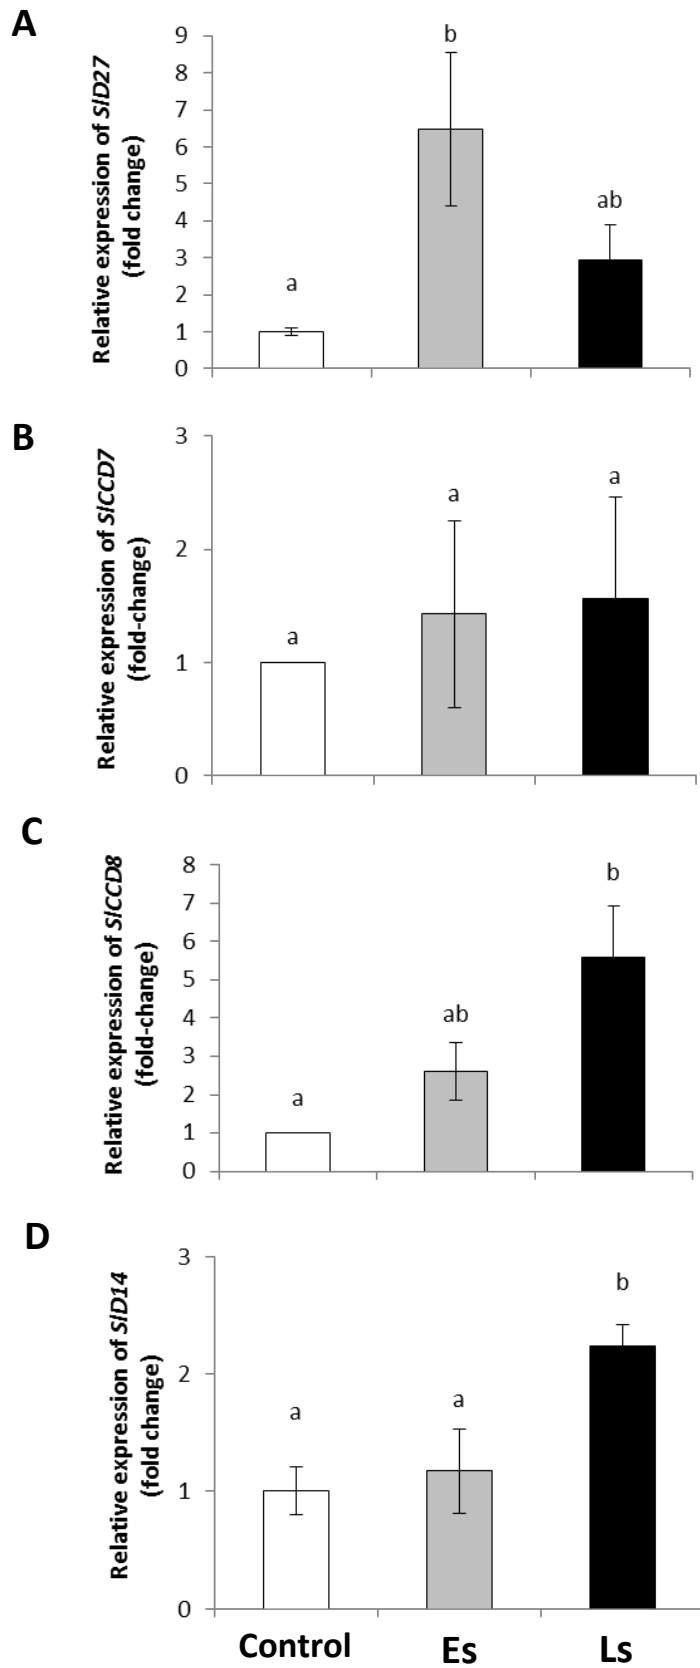 A
Relative expression of SlD27
(fold change)
9
8
7
6
5
4
3
2
1
0
a
b
ab
B
Relative expression of SlCCD7
(fold-change)
3
2
1
0
a
a
a
C
Relative expression of SlCCD8
(fold-change)
8
7
6
5
4
3
2
1
0
a
ab
b
D
Relative expression of SlD14
(fold change)
3
2
1
0
a
a
b
Control Es Ls